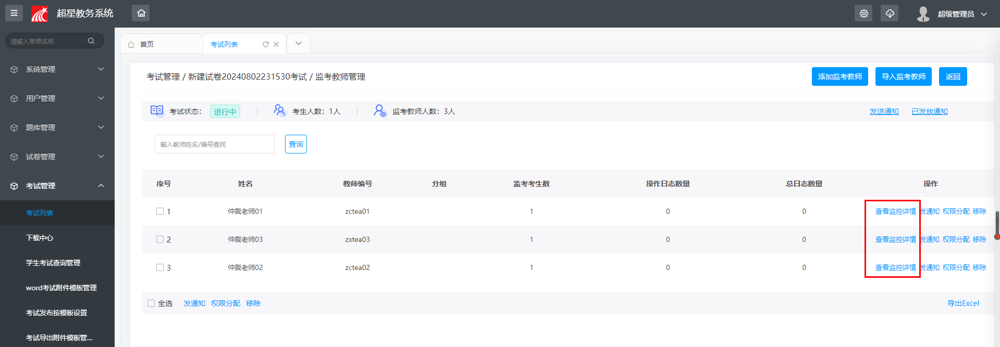 超星教务系统
超级管理员
请输入菜单名称
系统管理
用户管理
题库管理
试卷管理
考试管理
考试列表
下载中心
学生考试查询管理
word考试附件模板管理
考试发布按模板设置
考试导出附件模板管...
首页
考试列表
考试管理 / 新建试卷20240802231530考试 / 监考教师管理
添加监考教师 导入监考教师 返回
考试状态： 进行中 考生人数：1人 监考教师人数：3人 发送通知 已发放通知
输入教师姓名/编号查找 查询
序号 姓名 教师编号 分组 监考考生数 操作日志数量 总日志数量 操作
1 仲裁老师01 zctea01 1 0 0 查看监控详情 发通知 权限分配 移除
2 仲裁老师03 zxtea03 1 0 0 查看监控详情 发通知 权限分配 移除
3 仲裁老师02 zctea02 1 0 0 查看监控详情 发通知 权限分配 移除
全选 发通知 权限分配 移除 导出Excel